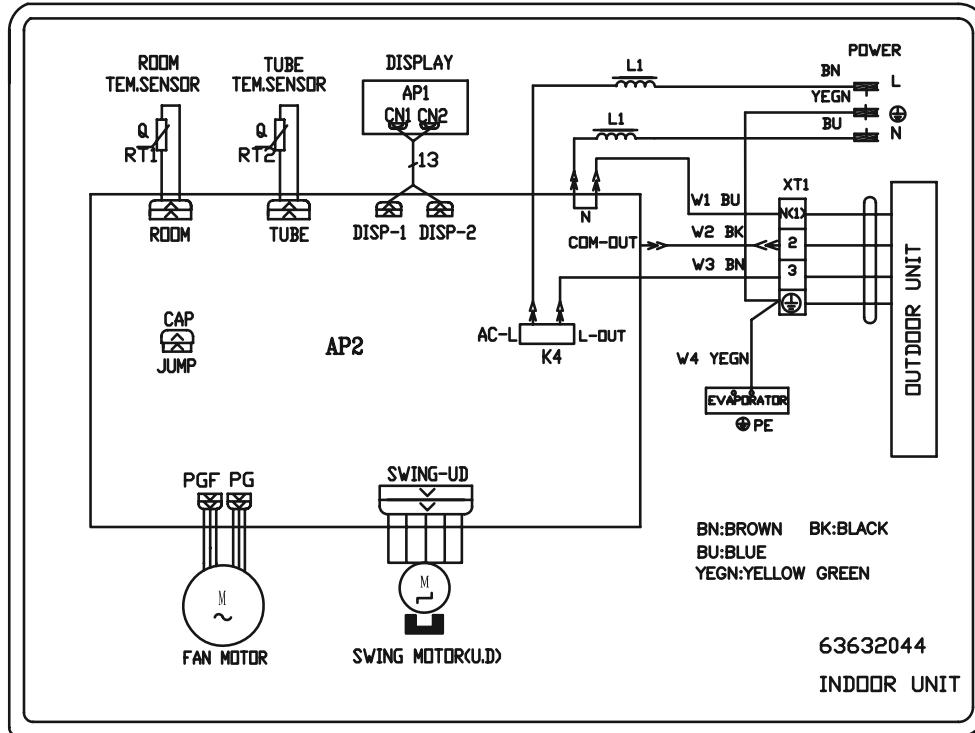 ROOM
TEM.SENSOR
TUBE
TEM.SENSOR
DISPLAY
AP1
CN1 CN2
POWER
L1
BN
L
YEGN
L1
BU
N
θ
RT1
θ
RT2
13
XT1
W1 BU
N(1)
N
ROOM
TUBE
DISP-1 DISP-2
COM-OUT
W2 BK
2
W3 BN
3
OUTDOOR UNIT
CAP
JUMP
AP2
AC-L
L-OUT
K4
W4 YEGN
EVAPORATOR
PE
PGF PG
SWING-UD
BN:BROWN BK:BLACK
BU:BLUE
YEGN:YELLOW GREEN
M
M
FAN MOTOR
SWING MOTOR(U.D)
63632044
INDOOR UNIT